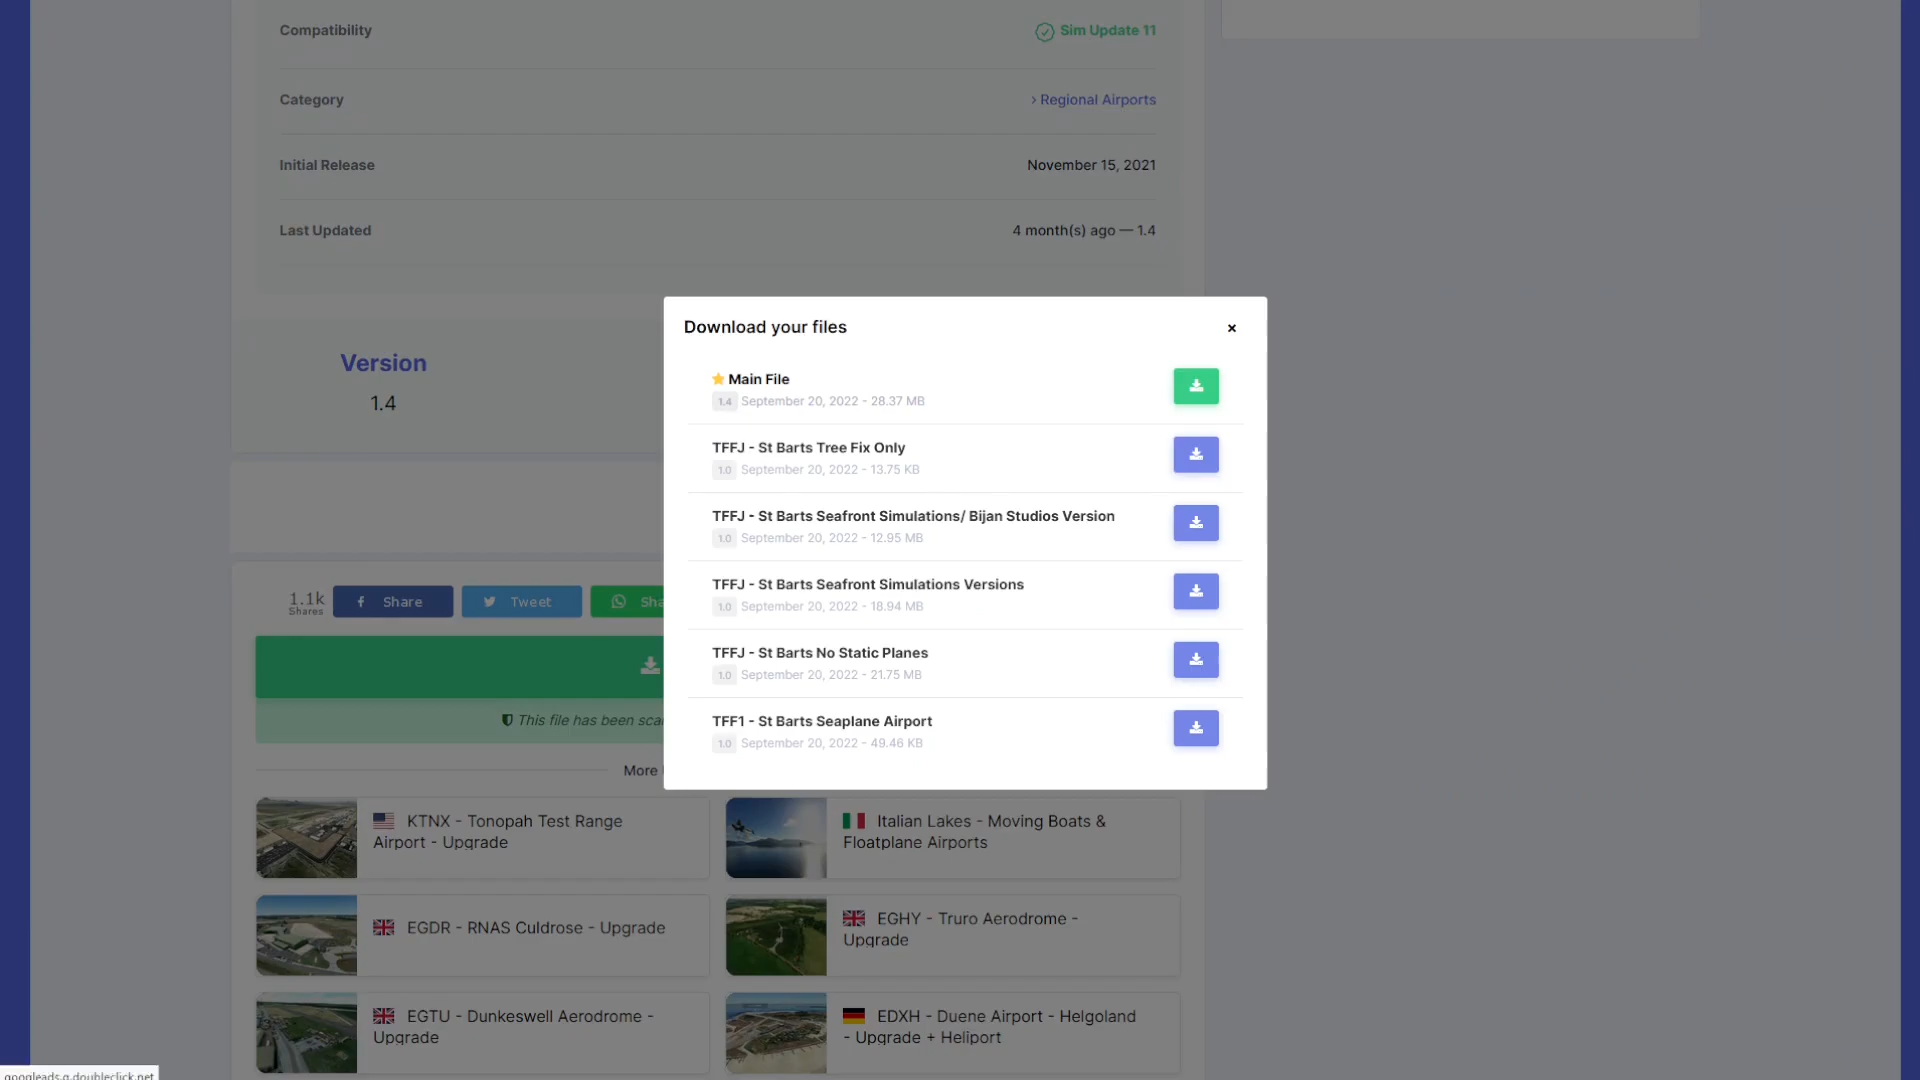 Compatibility
Sim Update 11
Category
› Regional Airports
Initial Release
November 15, 2021
Last Updated
4 month(s) ago — 1.4
Version
1.4
Download your files
×
Main File
1.4 September 20, 2022 - 28.37 MB
TFFJ - St Barts Tree Fix Only
1.0 September 20, 2022 - 13.75 KB
TFFJ - St Barts Seafront Simulations/ Bijan Studios Version
1.0 September 20, 2022 - 12.95 MB
TFFJ - St Barts Seafront Simulations Versions
1.0 September 20, 2022 - 18.94 MB
TFFJ - St Barts No Static Planes
1.0 September 20, 2022 - 21.75 MB
TFF1 - St Barts Seaplane Airport
1.0 September 20, 2022 - 49.46 KB
1.1k
Shares
Share
Tweet
Sha
This file has been scan
More
KTNX - Tonopah Test Range
Airport - Upgrade
Italian Lakes - Moving Boats &
Floatplane Airports
EGDR - RNAS Culdrose - Upgrade
EGHY - Truro Aerodrome -
Upgrade
EGTU - Dunkeswell Aerodrome -
Upgrade
EDXH - Duene Airport - Helgoland
- Upgrade + Heliport
googleads.g.doubleclick.net